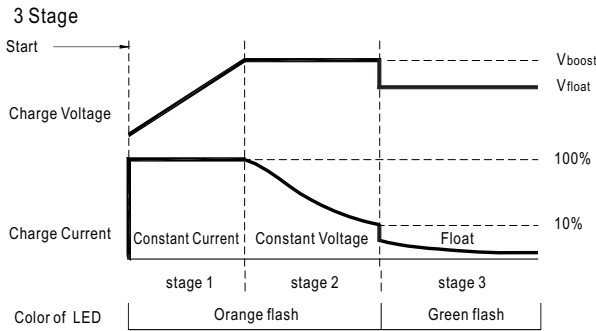 3 Stage
Start
Vboost
Vfloat
Charge Voltage
100%
10%
Charge Current
Constant Current
Constant Voltage
Float
stage 1
stage 2
stage 3
Color of LED
Orange flash
Green flash